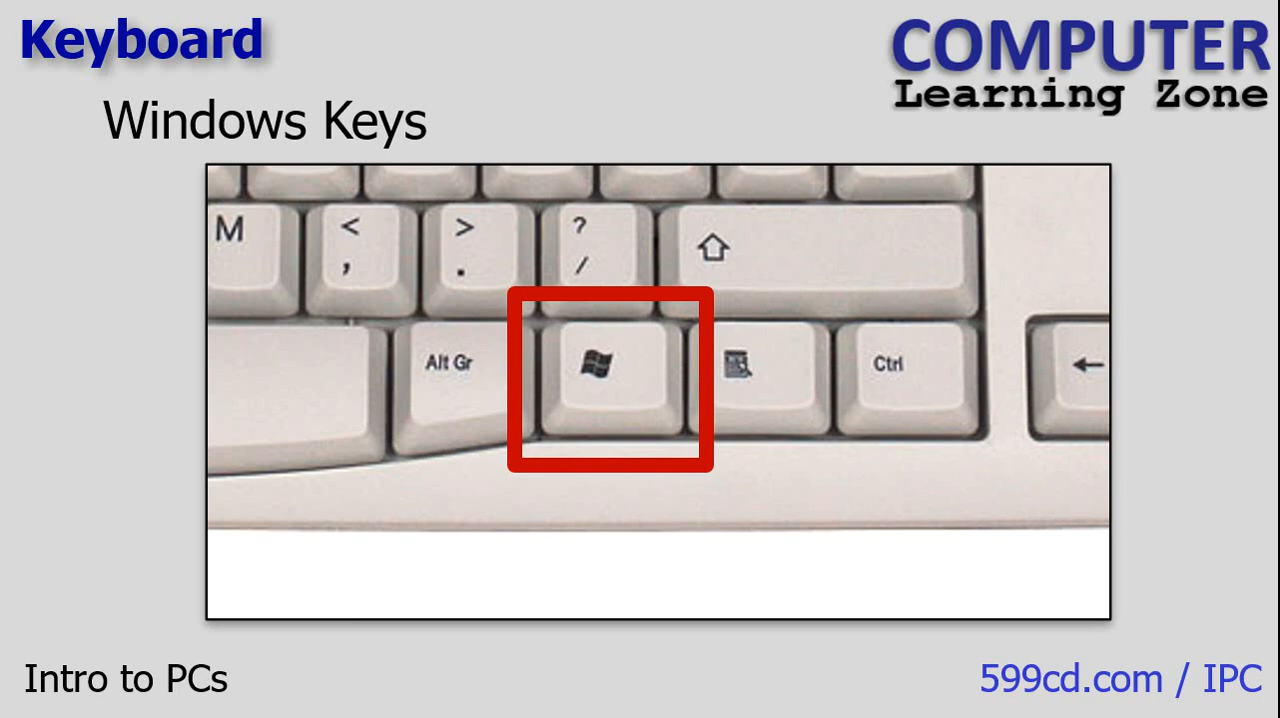 Keyboard
COMPUTER
Learning Zone
Windows Keys
M
<
,
>
.
?
/
Alt Gr
Ctrl
Intro to PCs
599cd.com / IPC